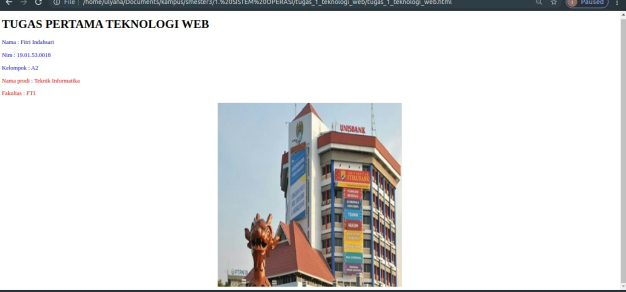 File | /home/ulyana/Documents/kampus/smester3/1.%20SISTEM%20OPERASI/tugas_1_teknologi_web/tugas_1_teknologi_web.html
Paused
TUGAS PERTAMA TEKNOLOGI WEB
Nama : Fitri Indahsari
Nim : 19.01.53.0018
Kelompok : A2
Nama prodi : Teknik Informatika
Fakultas : FTI
UNISBANK